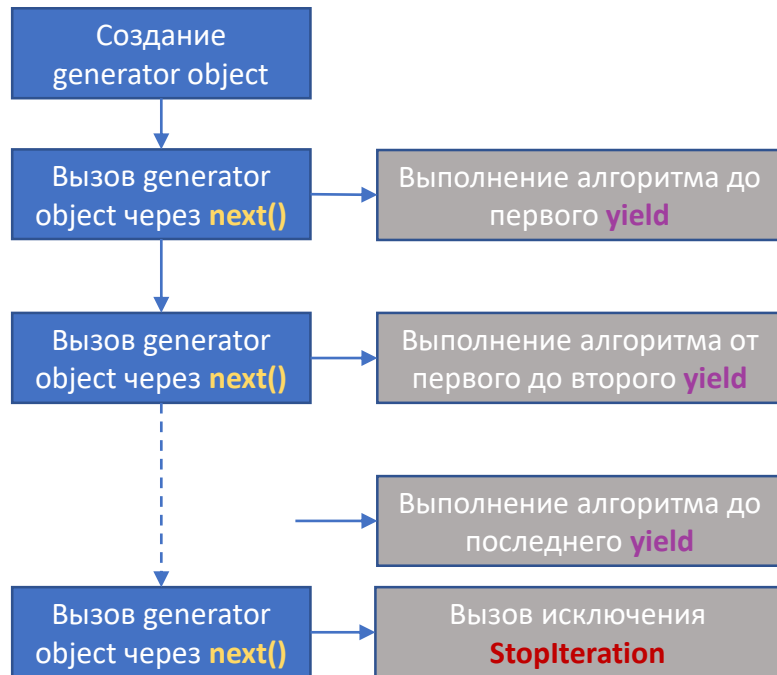 Создание
generator object
Вызов generator
object через next()
Выполнение алгоритма до
первого yield
Вызов generator
object через next()
Выполнение алгоритма от
первого до второго yield
Выполнение алгоритма до
последнего yield
Вызов generator
object через next()
Вызов исключения
StopIteration